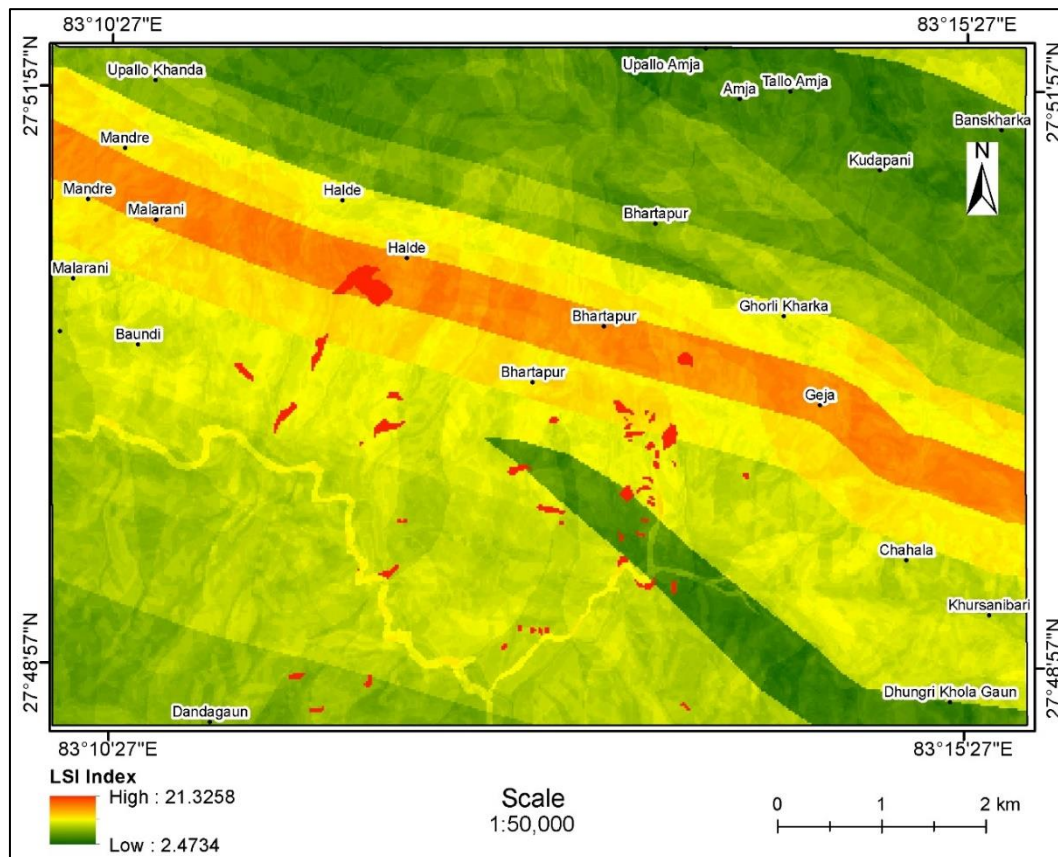 83°10'27"E
83°15'27"E
27°51'57"N
27°51'57"N
Upallo Khanda
Upallo Amja
Amja
Tallo Amja
Banskharka
Mandre
Kudapani
N
Mandre
Halde
Malarani
Bhartapur
Halde
Malarani
Ghorli Kharka
Bhartapur
Baundi
Bhartapur
Geja
Chahala
Khursanibari
27°48'57"N
27°48'57"N
Dhungri Khola Gaun
Dandagaun
83°10'27"E
83°15'27"E
LSI Index
High : 21.3258
Low : 2.4734
Scale
1:50,000
0 1 2 km